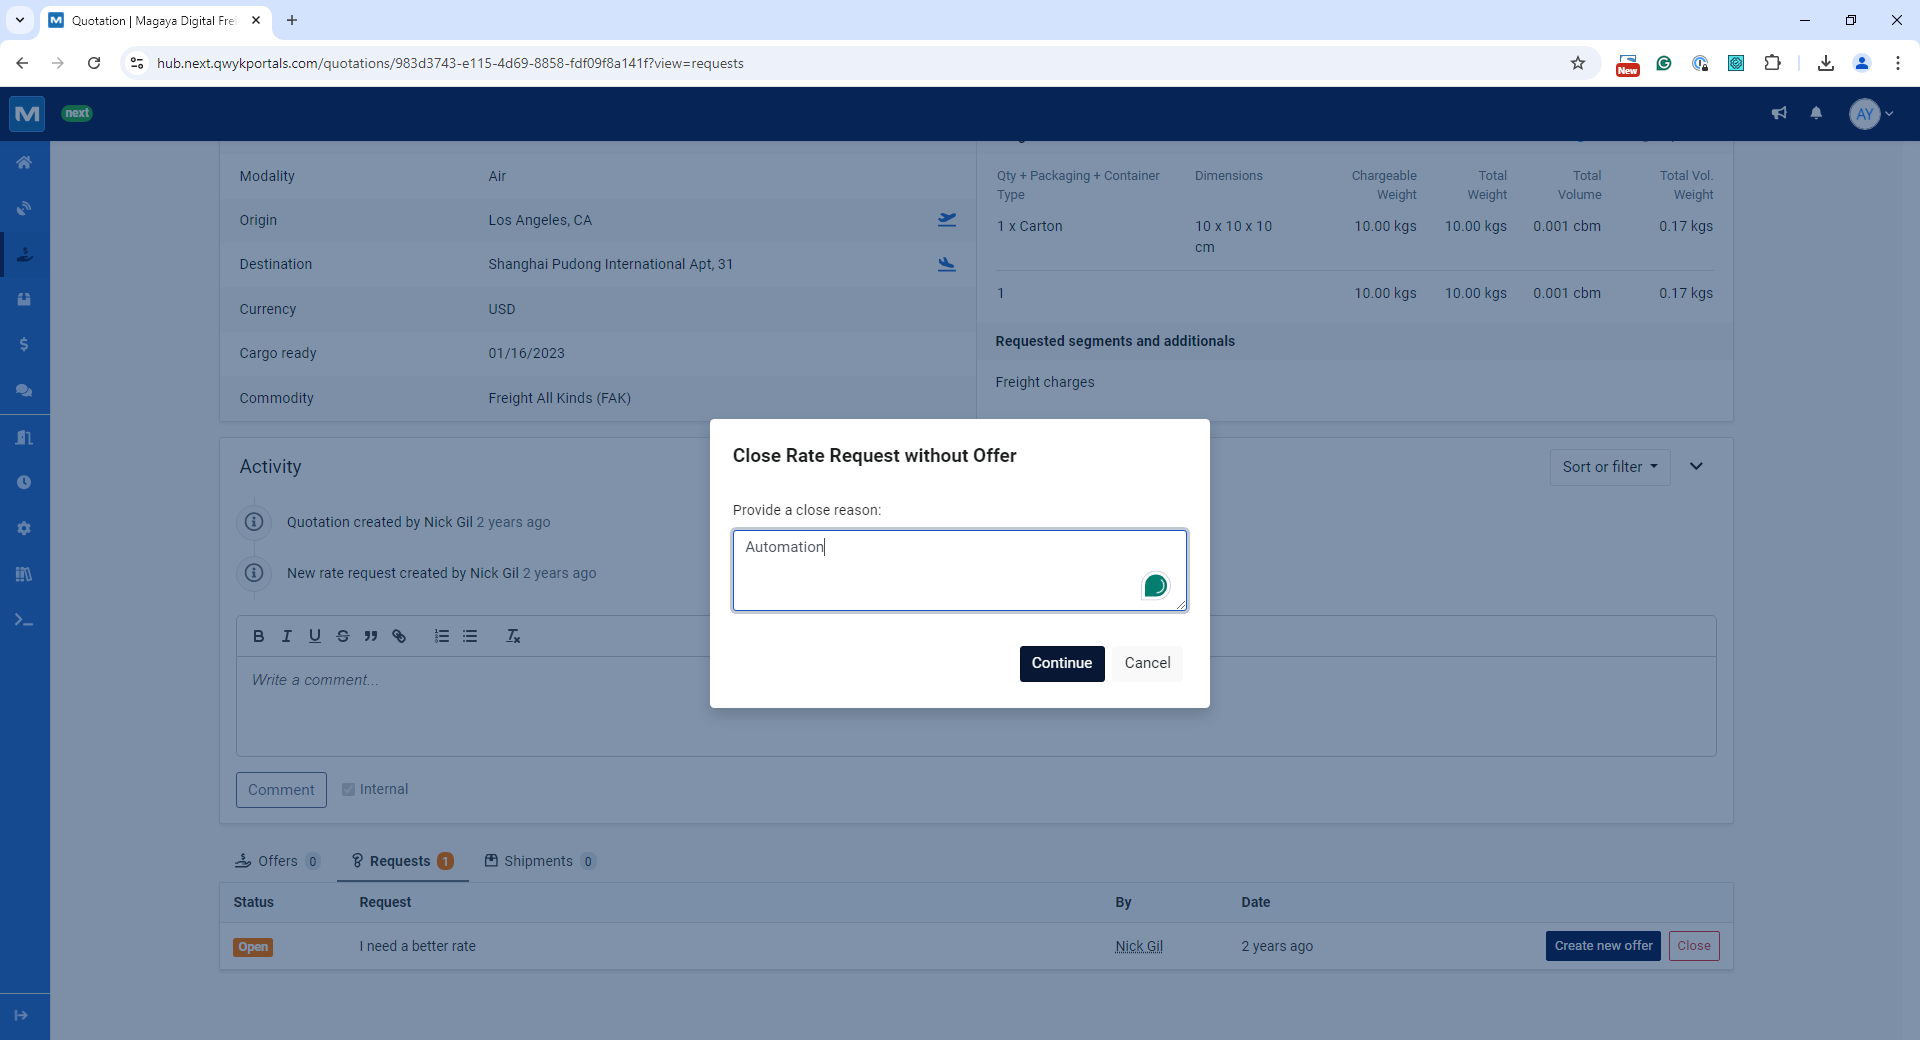 Quotation | Magaya Digital Frei
hub.next.qwykportals.com/quotations/983d3743-e115-4d69-8858-fdf09f8a141f?view=requests
New
next
AY
Modality Air
Origin Los Angeles, CA
Destination Shanghai Pudong International Apt, 31
Currency USD
Cargo ready 01/16/2023
Commodity Freight All Kinds (FAK)
Qty + Packaging + Container Type Dimensions Chargeable Weight Total Weight Total Volume Total Vol. Weight
1 x Carton 10 x 10 x 10 cm 10.00 kgs 10.00 kgs 0.001 cbm 0.17 kgs
1 10.00 kgs 10.00 kgs 0.001 cbm 0.17 kgs
Requested segments and additionals
Freight charges
Activity
Sort or filter
Quotation created by Nick Gil 2 years ago
New rate request created by Nick Gil 2 years ago
Write a comment...
Comment Internal
Close Rate Request without Offer
Provide a close reason:
Automation
Continue Cancel
Offers 0 Requests 1 Shipments 0
Status Request By Date
Open I need a better rate Nick Gil 2 years ago Create new offer Close